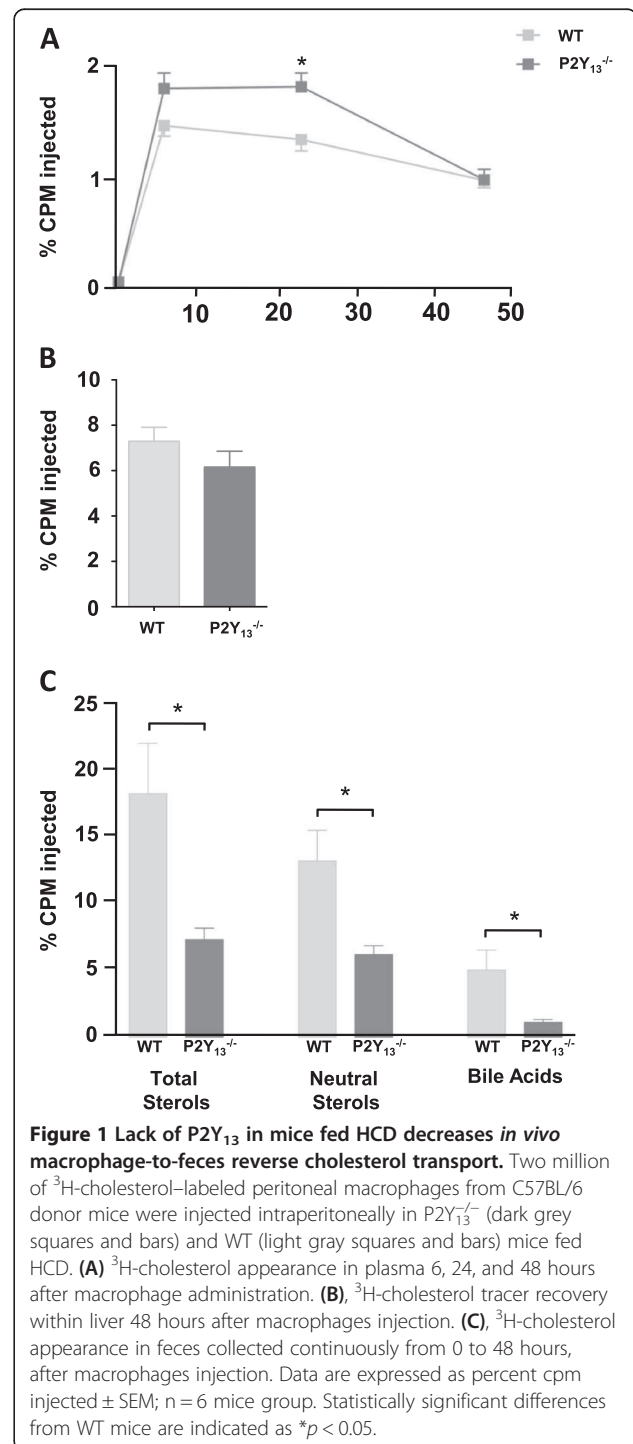 A
WT
P2Y₁₃⁻/⁻
*
2
1
0
% CPM injected
10 20 30 40 50
B
10
8
6
4
2
0
% CPM injected
WT P2Y₁₃⁻/⁻
C
25
20
15
10
5
0
% CPM injected
* * *
WT P2Y₁₃⁻/⁻ WT P2Y₁₃⁻/⁻ WT P2Y₁₃⁻/⁻
Total Neutral Bile Acids
Sterols Sterols
Figure 1 Lack of P2Y₁₃ in mice fed HCD decreases in vivo
macrophage-to-feces reverse cholesterol transport. Two million
of ³H-cholesterol–labeled peritoneal macrophages from C57BL/6
donor mice were injected intraperitoneally in P2Y₁₃⁻/⁻ (dark grey
squares and bars) and WT (light gray squares and bars) mice fed
HCD. (A) ³H-cholesterol appearance in plasma 6, 24, and 48 hours
after macrophage administration. (B), ³H-cholesterol tracer recovery
within liver 48 hours after macrophages injection. (C), ³H-cholesterol
appearance in feces collected continuously from 0 to 48 hours,
after macrophages injection. Data are expressed as percent cpm
injected ± SEM; n = 6 mice group. Statistically significant differences
from WT mice are indicated as *p < 0.05.